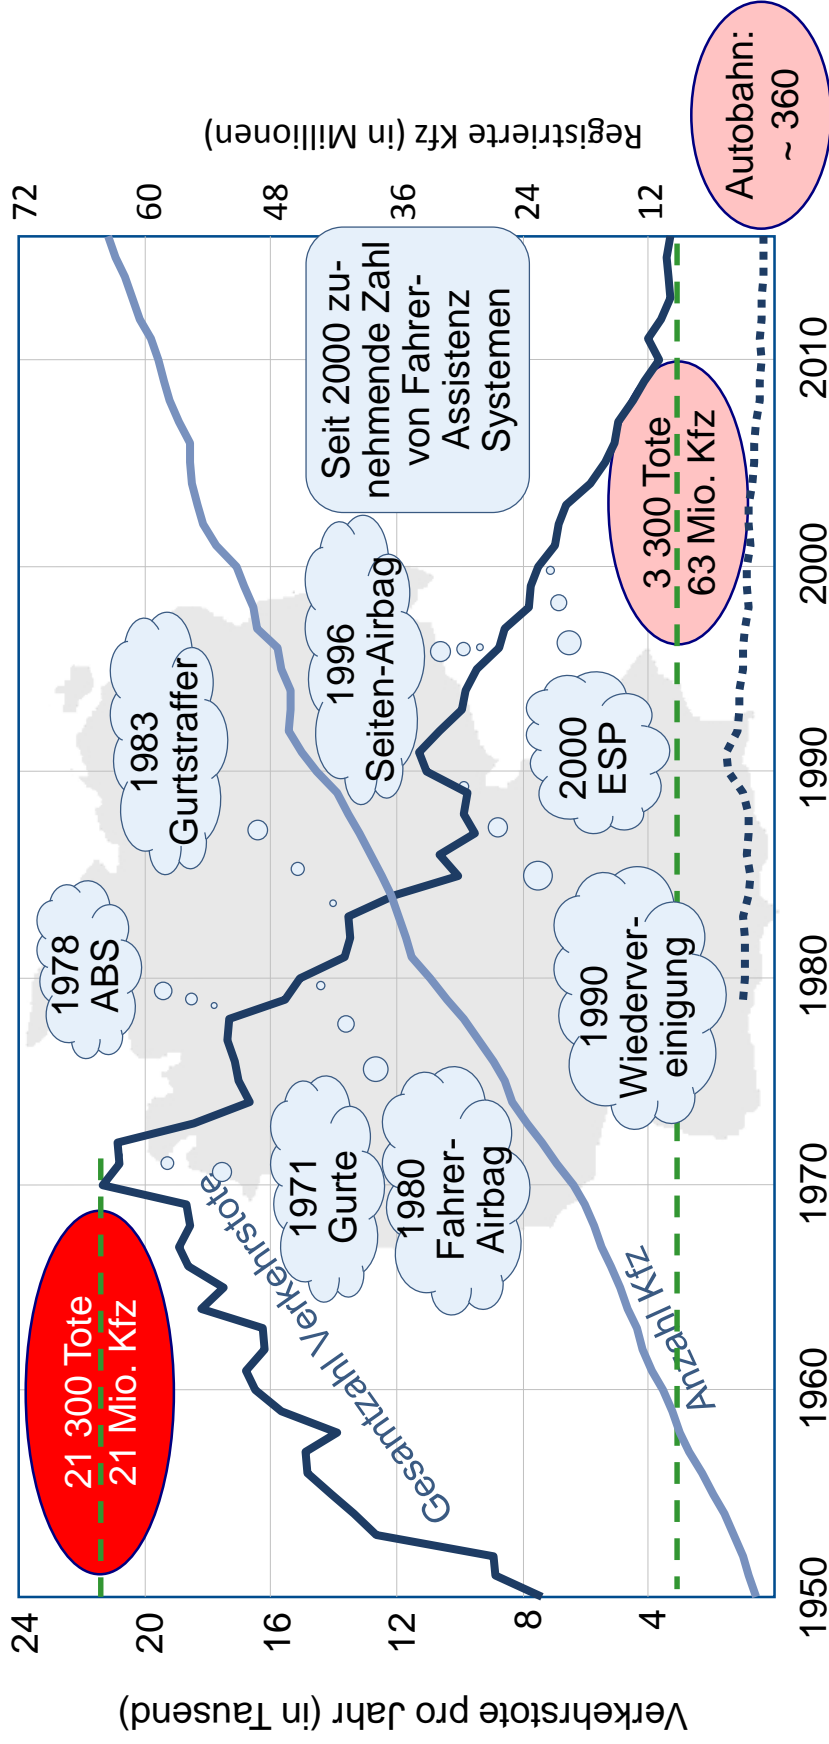 Verkehrstote pro Jahr (in Tausend)
24
20
16
12
8
4
Registrierte Kfz (in Millionen)
72
60
48
36
24
12
1950
1960
1970
1980
1990
2000
2010
21 300 Tote
21 Mio. Kfz
1978
ABS
1983
Gurtstraffer
1971
Gurte
1996
Seiten-Airbag
1980
Fahrer-
Airbag
Seit 2000 zu-
nehmende Zahl
von Fahrer-
Assistenz
Systemen
Gesamtzahl Verkehrstote
Anzahl Kfz
1990
Wiederver-
einigung
2000
ESP
3 300 Tote
63 Mio. Kfz
Autobahn:
~ 360